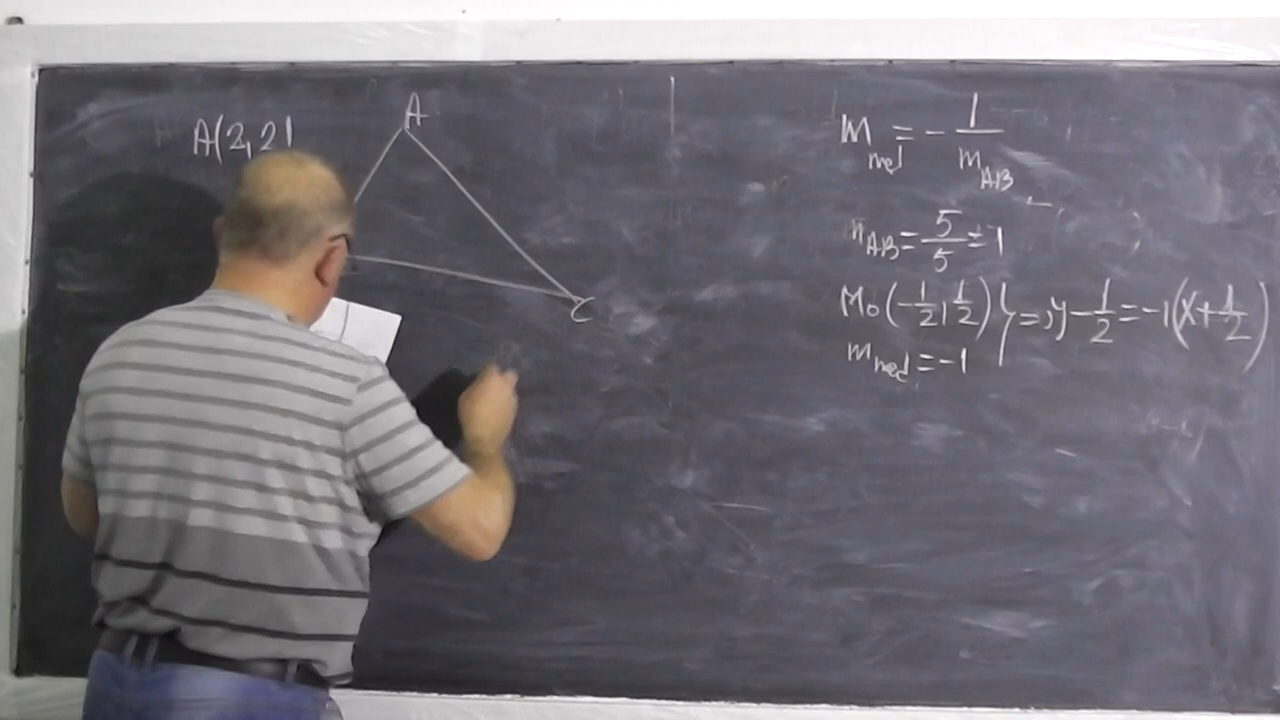 A(2,2)
A
C
m_med = - 1/m_AB
m_AB = 5/5 = 1
M_0(-1/2, 1/2) } => y - 1/2 = -1(x + 1/2)
m_med = -1